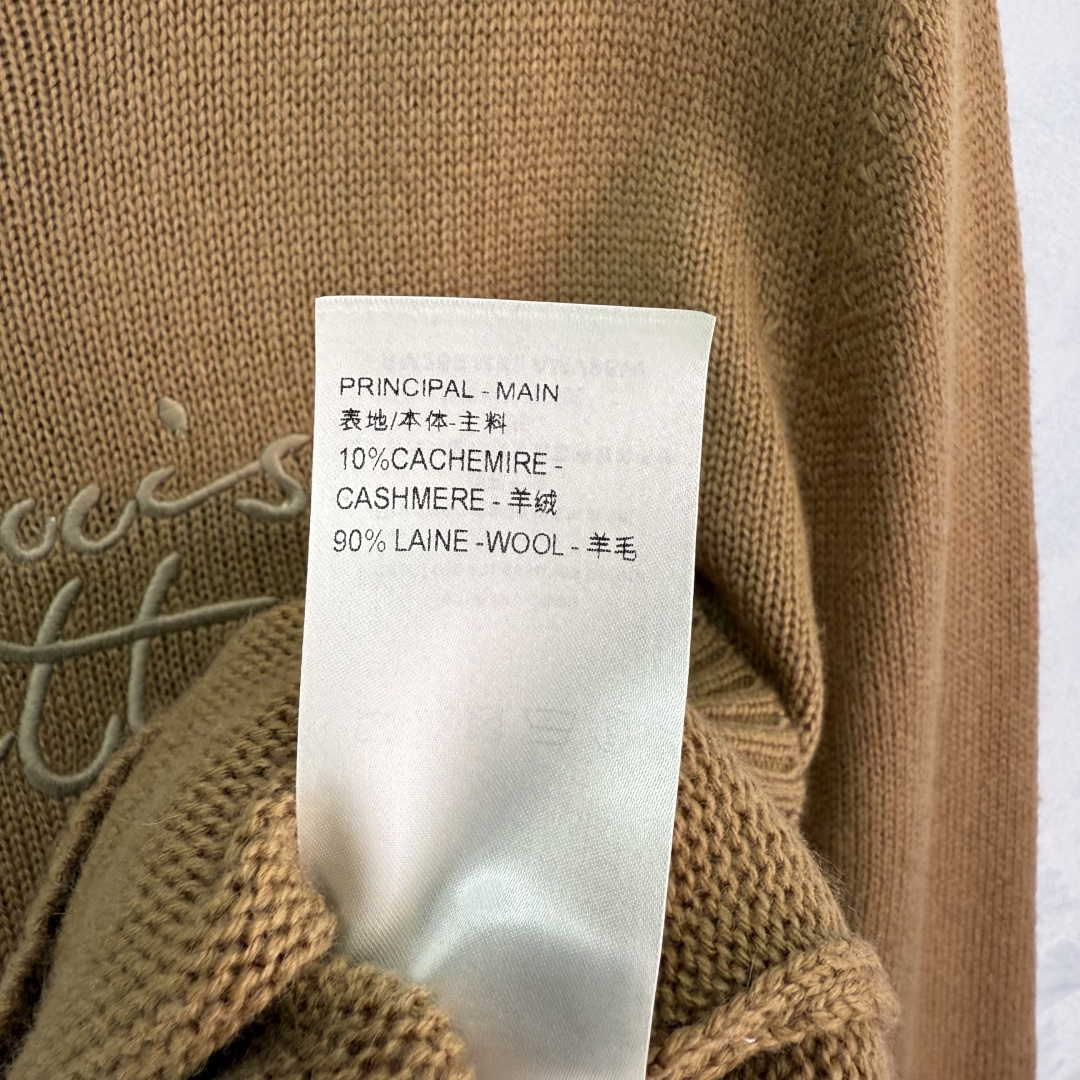 PRINCIPAL - MAIN
表地/本体-主料
10%CACHEMIRE -
CASHMERE - 羊绒
90% LAINE -WOOL - 羊毛